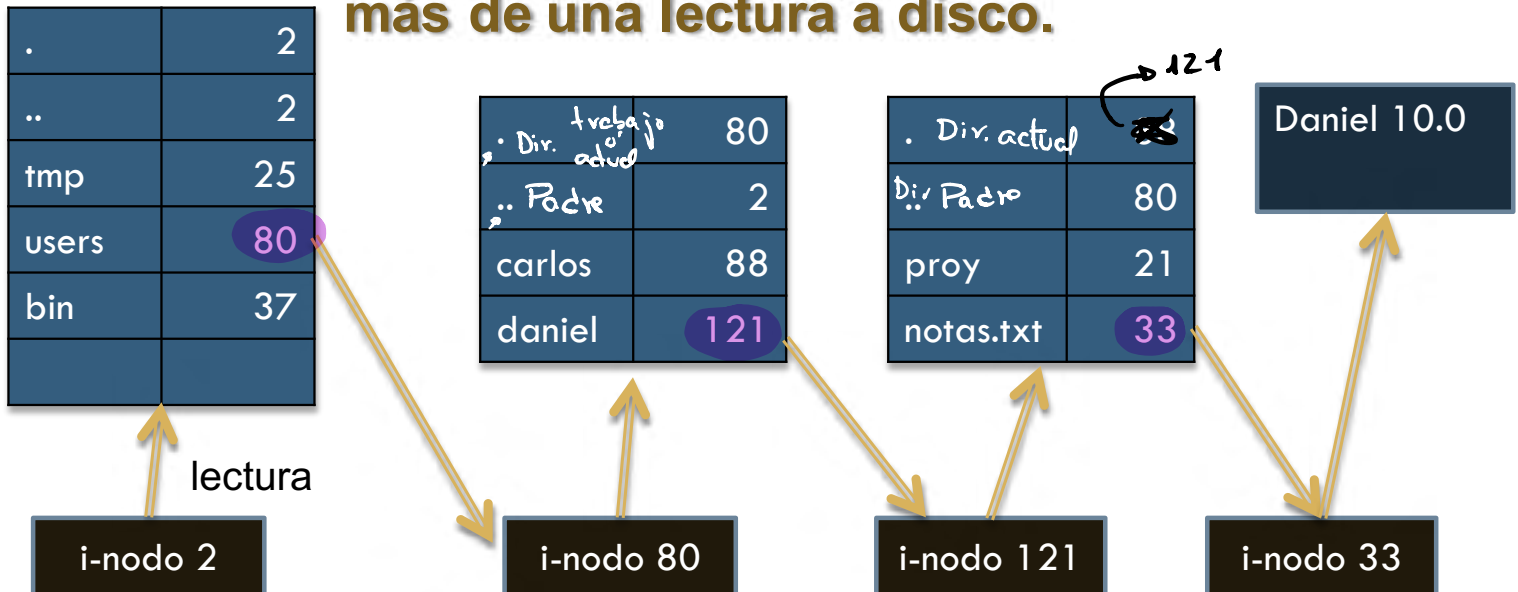 más de una lectura a disco.
. 2
.. 2
tmp 25
users 80
bin 37
. Dir. trabajo o actual 80
.. Padre 2
carlos 88
daniel 121
121
. Dir. actual
.. Dir Padre 80
proy 21
notas.txt 33
Daniel 10.0
lectura
i-nodo 2
i-nodo 80
i-nodo 121
i-nodo 33